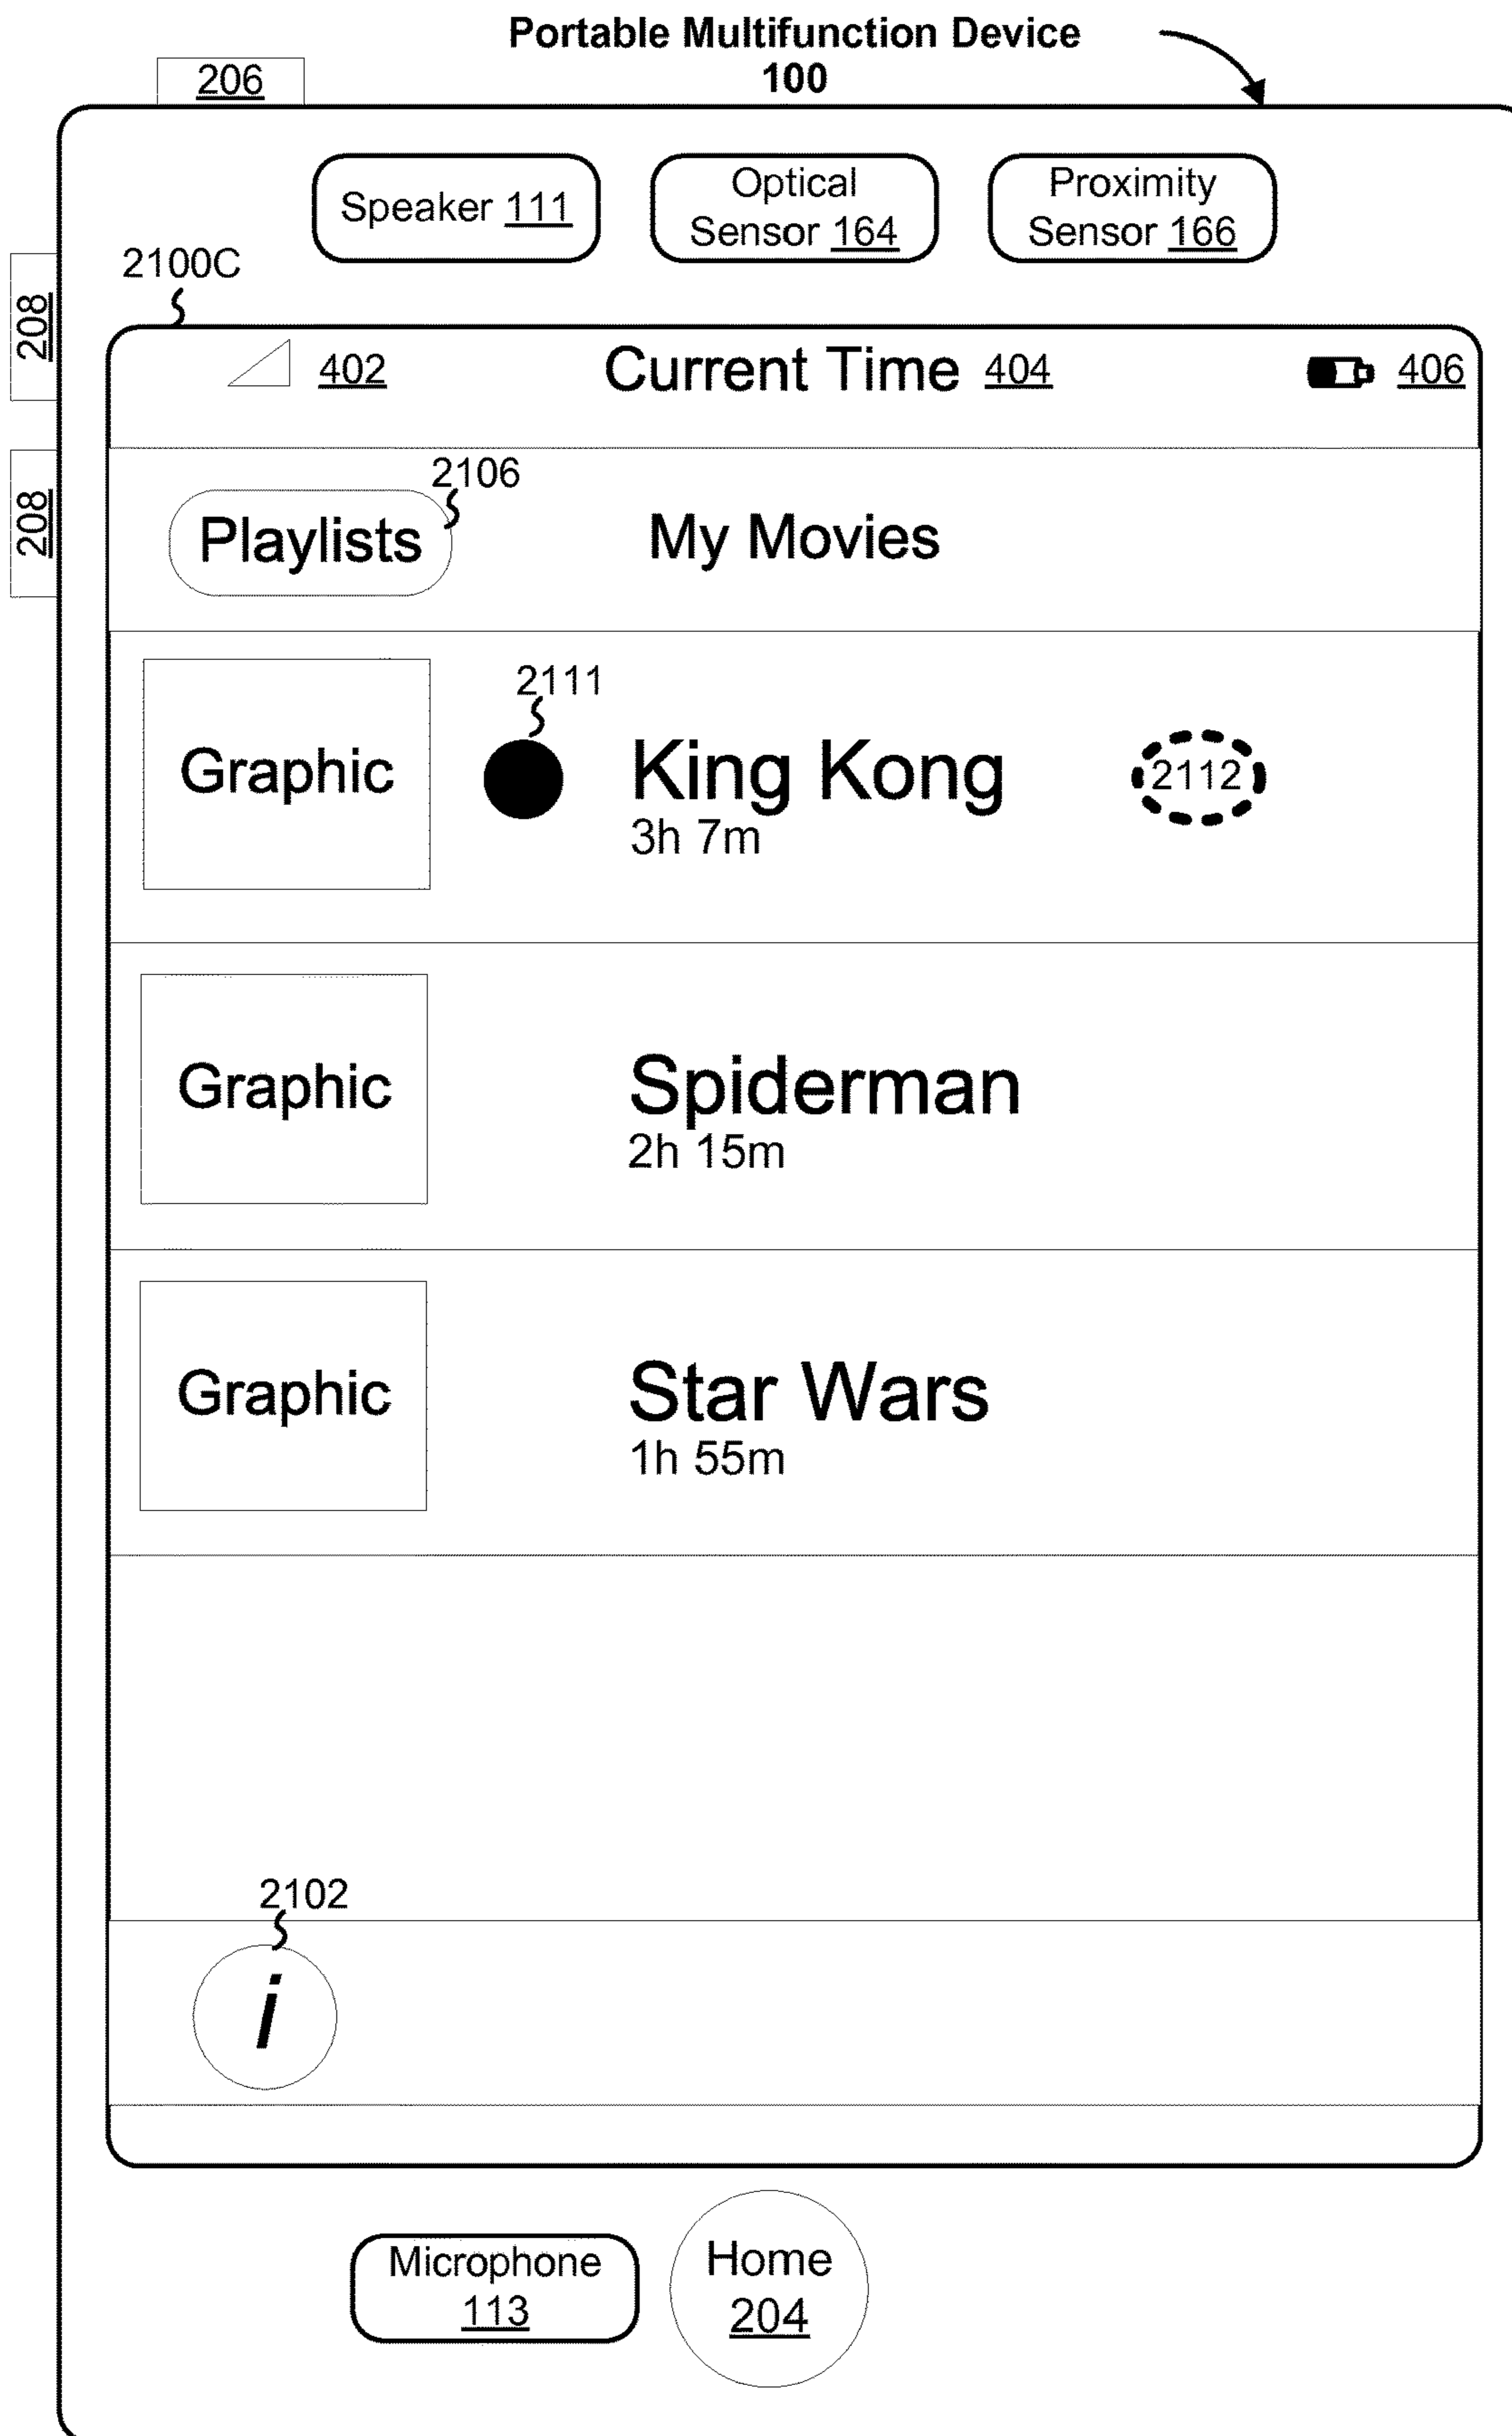 Portable Multifunction Device
100
206
Speaker 111
Optical
Sensor 164
Proximity
Sensor 166
2100C
208
402
Current Time 404
406
208
2106
Playlists
My Movies
2111
Graphic
King Kong
2112
3h 7m
Graphic
Spiderman
2h 15m
Graphic
Star Wars
1h 55m
2102
i
Microphone
113
Home
204